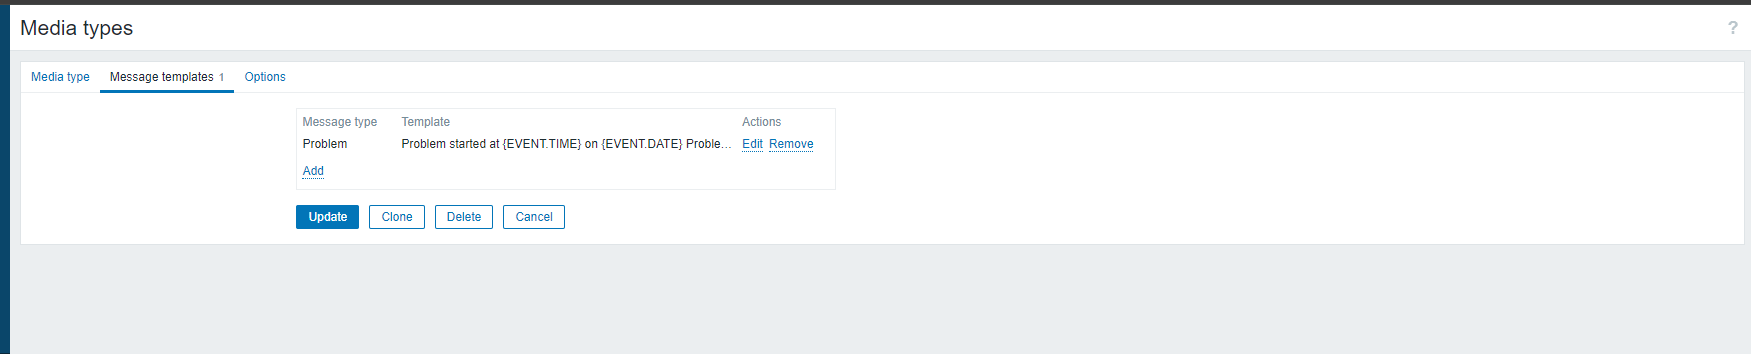 Media types
?
Media type Message templates 1 Options
Message type Template Actions
Problem Problem started at {EVENT.TIME} on {EVENT.DATE} Proble... Edit Remove
Add
Update Clone Delete Cancel